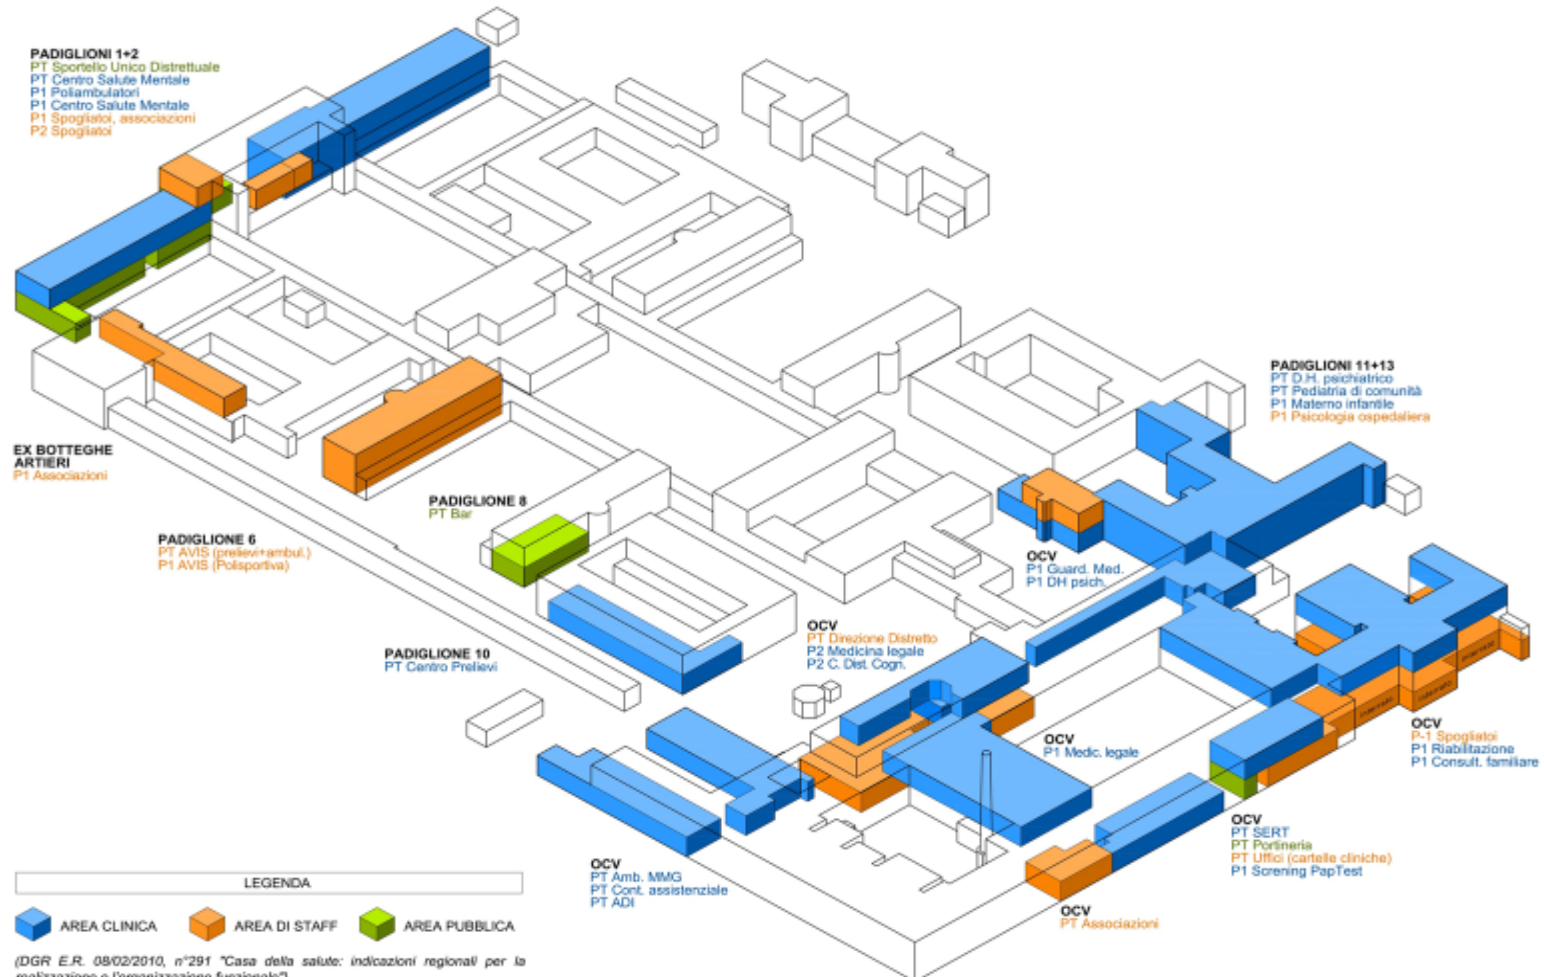 PADIGLIONI 1+2
PT Sportello Unico Distrettuale
PT Centro Salute Mentale
P1 Poliambulatori
P1 Centro Salute Mentale
P1 Spogliatoi, associazioni
P2 Spogliatoi
PADIGLIONI 11+13
PT D.H. psichiatrico
PT Pediatria di comunità
P1 Materno infantile
P1 Psicologia ospedaliera
EX BOTTEGHE
ARTIERI
P1 Associazioni
PADIGLIONE 8
PT Bar
PADIGLIONE 6
PT AVIS (prelievi+ambul.)
P1 AVIS (Polisportiva)
OCV
P1 Guard. Med.
P1 DH psich.
OCV
PT Direzione Distretto
P2 Medicina legale
P2 C. Dist. Cogn.
PADIGLIONE 10
PT Centro Prelievi
OCV
P1 Medic. legale
interrato
interrato
interrato
OCV
P-1 Spogliatoi
P1 Riabilitazione
P1 Consult. familiare
OCV
PT SERT
PT Portineria
PT Uffici (cartelle cliniche)
P1 Screning PapTest
OCV
PT Amb. MMG
PT Cont. assistenziale
PT ADI
OCV
PT Associazioni
LEGENDA
AREA CLINICA
AREA DI STAFF
AREA PUBBLICA
(DGR E.R. 08/02/2010, n°291 "Casa della salute: indicazioni regionali per la
realizzazione e l'organizzazione funzionale")